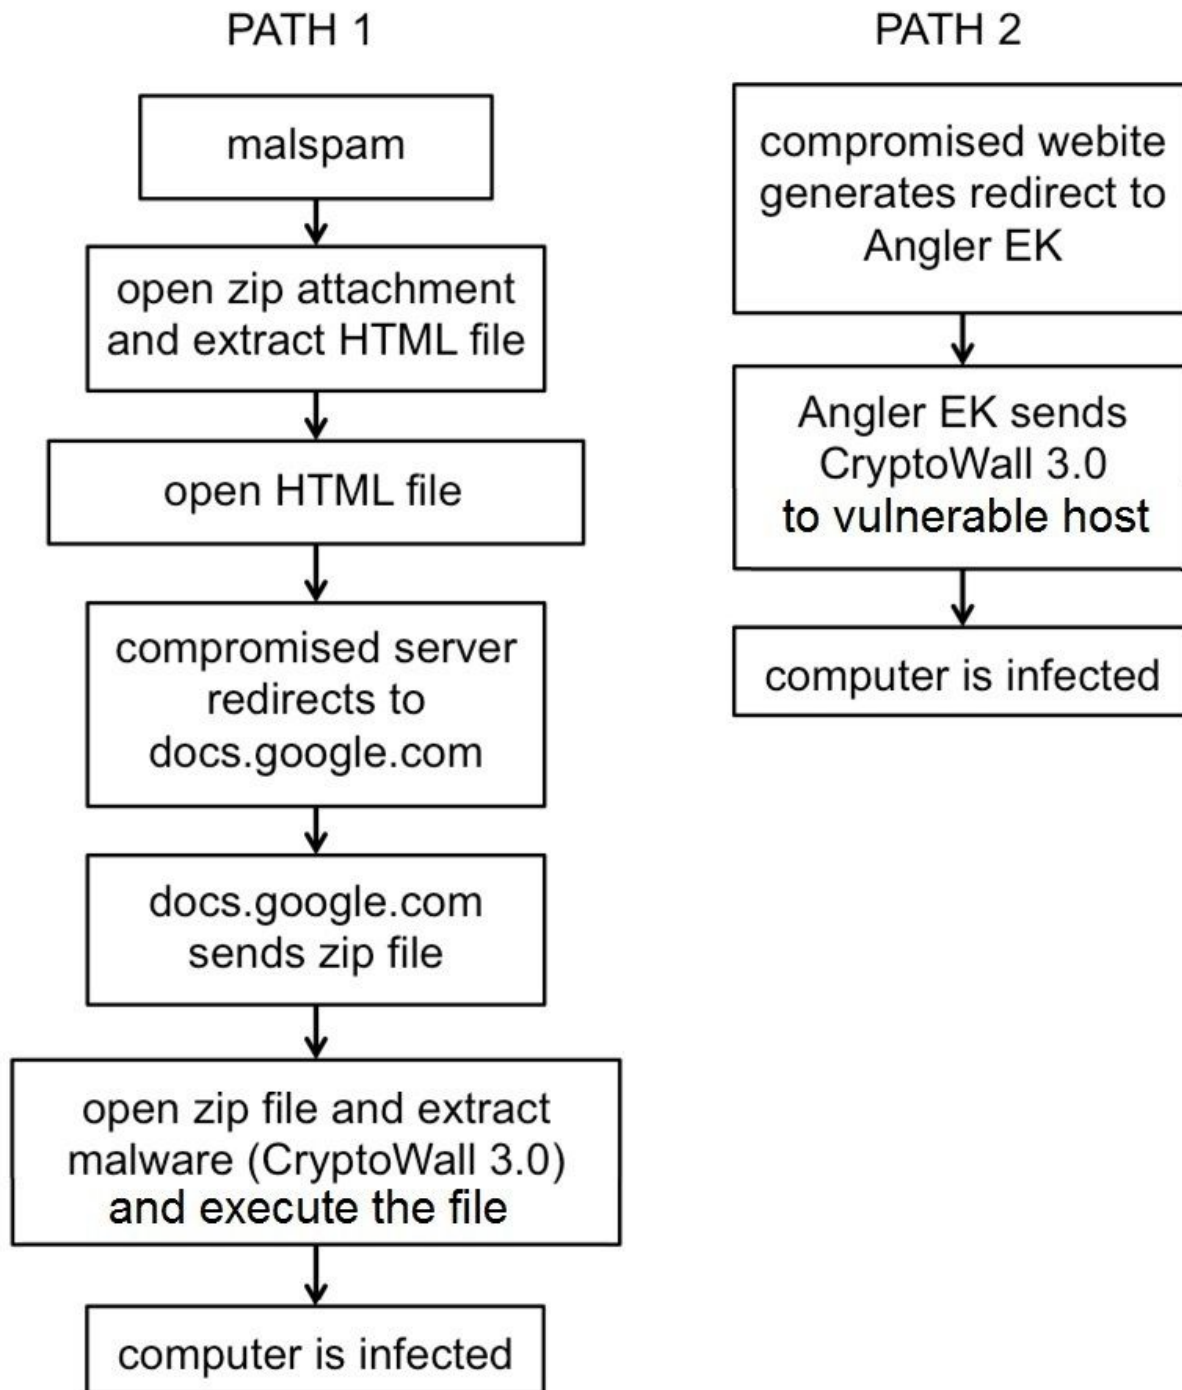 PATH 1
malspam
open zip attachment
and extract HTML file
open HTML file
compromised server
redirects to
docs.google.com
docs.google.com
sends zip file
open zip file and extract
malware (CryptoWall 3.0)
and execute the file
computer is infected
PATH 2
compromised webite
generates redirect to
Angler EK
Angler EK sends
CryptoWall 3.0
to vulnerable host
computer is infected